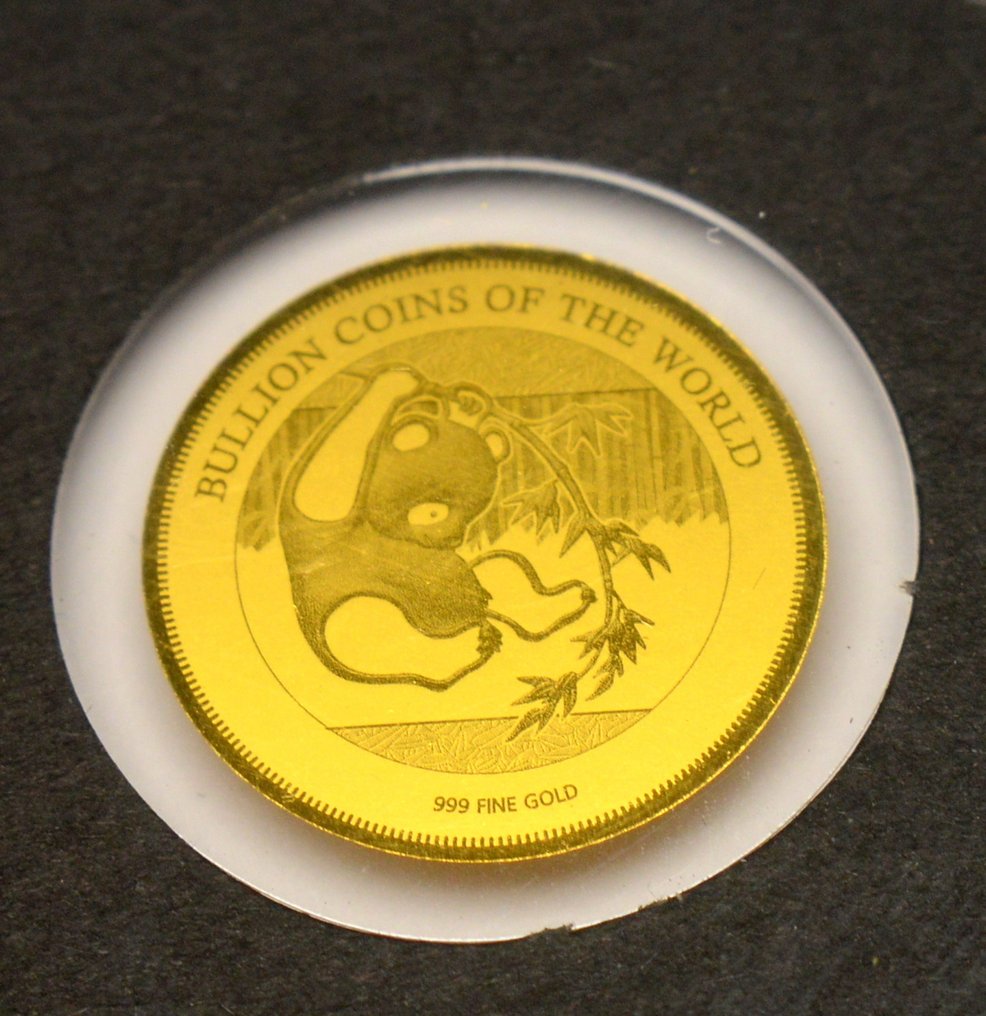 BULLION COINS OF THE WORLD
999 FINE GOLD